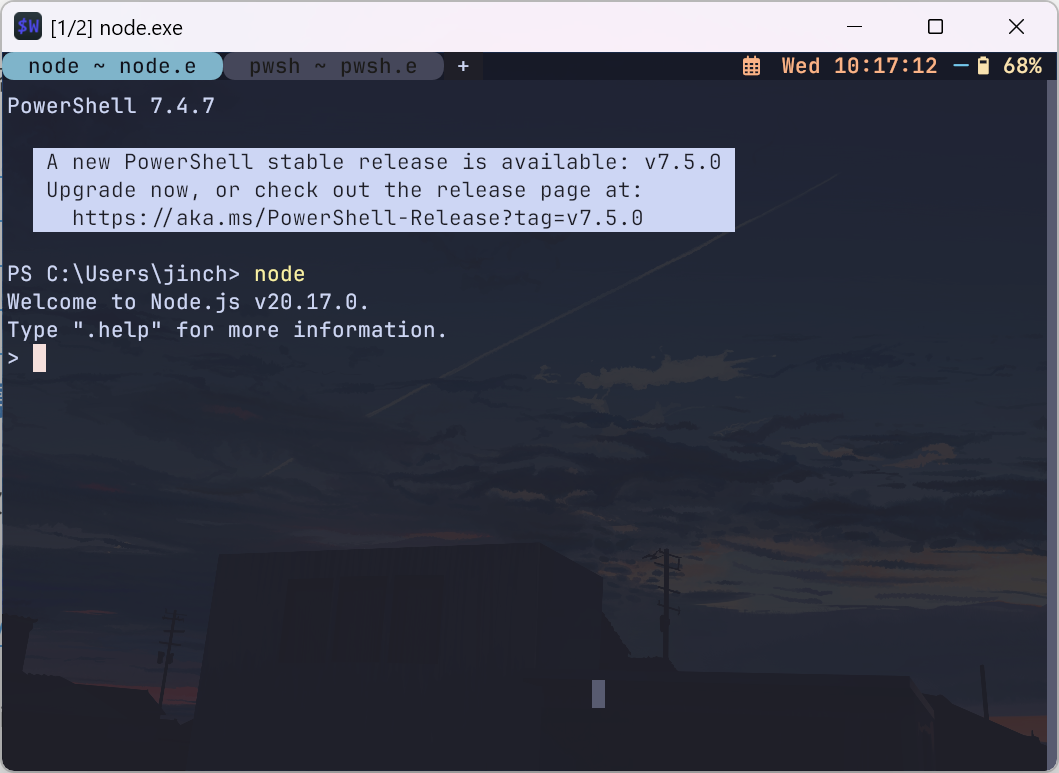 $W [1/2] node.exe
node ~ node.e pwsh ~ pwsh.e + Wed 10:17:12 68%
PowerShell 7.4.7
A new PowerShell stable release is available: v7.5.0
Upgrade now, or check out the release page at:
https://aka.ms/PowerShell-Release?tag=v7.5.0
PS C:\Users\jinch> node
Welcome to Node.js v20.17.0.
Type ".help" for more information.
>